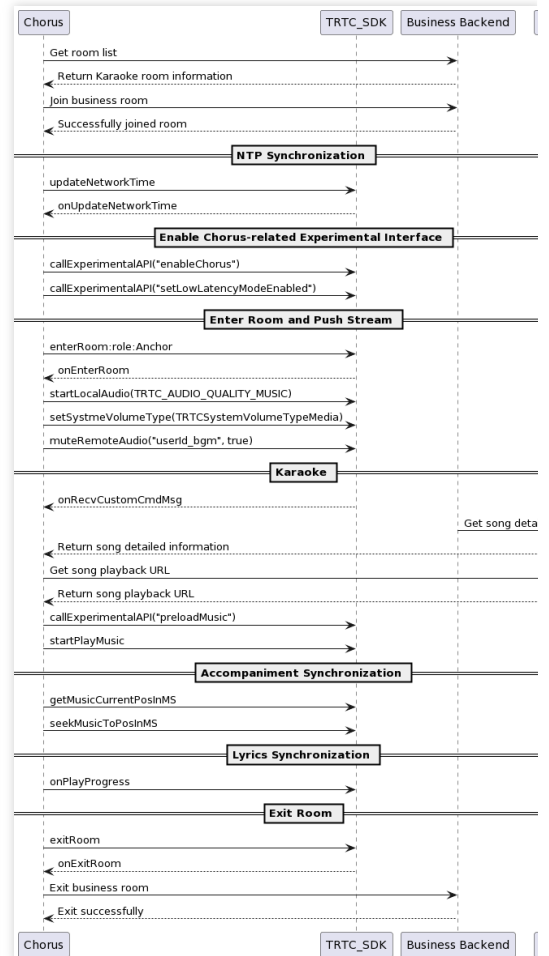 Chorus TRTC_SDK Business Backend
Get room list
Return Karaoke room information
Join business room
Successfully joined room
NTP Synchronization
updateNetworkTime
onUpdateNetworkTime
Enable Chorus-related Experimental Interface
callExperimentalAPI("enableChorus")
callExperimentalAPI("setLowLatencyModeEnabled")
Enter Room and Push Stream
enterRoom:role:Anchor
onEnterRoom
startLocalAudio(TRTC_AUDIO_QUALITY_MUSIC)
setSystmeVolumeType(TRTCSystemVolumeTypeMedia)
muteRemoteAudio("userId_bgm", true)
Karaoke
onRecvCustomCmdMsg
Get song deta
Return song detailed information
Get song playback URL
Return song playback URL
callExperimentalAPI("preloadMusic")
startPlayMusic
Accompaniment Synchronization
getMusicCurrentPosInMS
seekMusicToPosInMS
Lyrics Synchronization
onPlayProgress
Exit Room
exitRoom
onExitRoom
Exit business room
Exit successfully
Chorus TRTC_SDK Business Backend